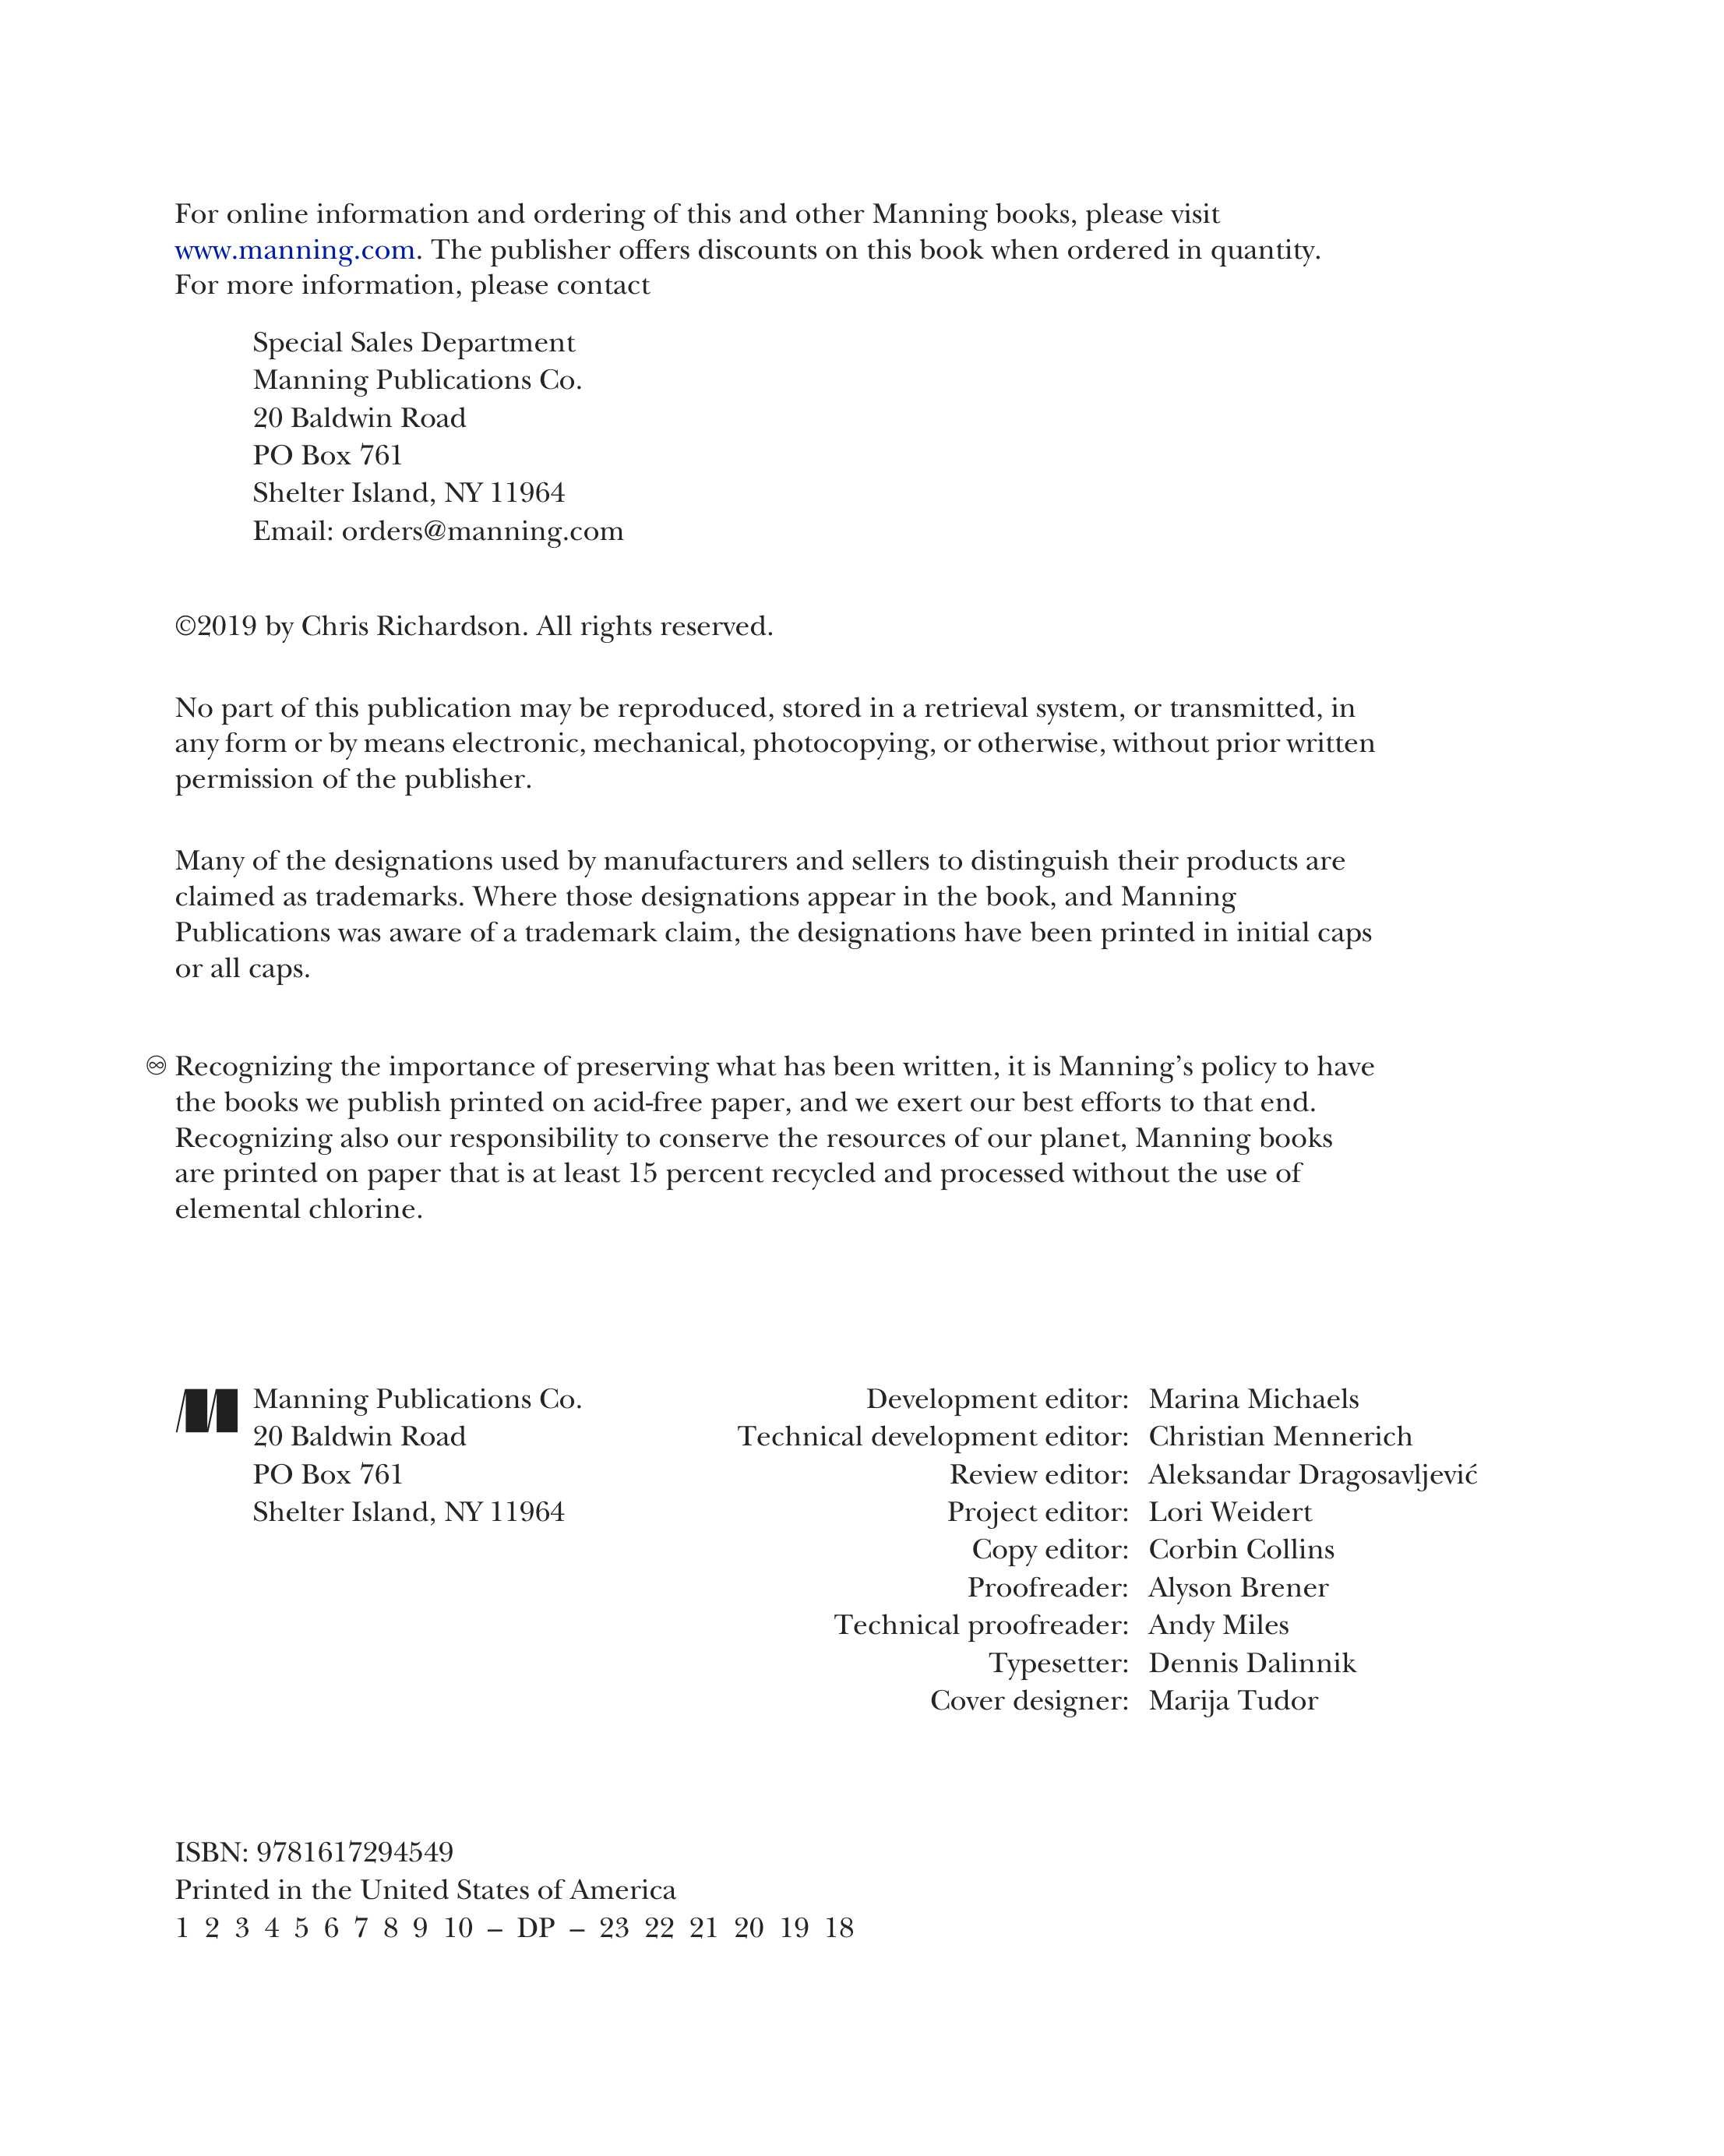 For online information and ordering of this and other Manning books, please visit
www.manning.com. The publisher offers discounts on this book when ordered in quantity.
For more information, please contact
Special Sales Department
Manning Publications Co.
20 Baldwin Road
PO Box 761
Shelter Island, NY 11964
Email: orders@manning.com
©2019 by Chris Richardson. All rights reserved.
No part of this publication may be reproduced, stored in a retrieval system, or transmitted, in
any form or by means electronic, mechanical, photocopying, or otherwise, without prior written
permission of the publisher.
Many of the designations used by manufacturers and sellers to distinguish their products are
claimed as trademarks. Where those designations appear in the book, and Manning
Publications was aware of a trademark claim, the designations have been printed in initial caps
or all caps.
♾ Recognizing the importance of preserving what has been written, it is Manning’s policy to have
the books we publish printed on acid-free paper, and we exert our best efforts to that end.
Recognizing also our responsibility to conserve the resources of our planet, Manning books
are printed on paper that is at least 15 percent recycled and processed without the use of
elemental chlorine.
Manning Publications Co.
20 Baldwin Road
PO Box 761
Shelter Island, NY 11964
Development editor: Marina Michaels
Technical development editor: Christian Mennerich
Review editor: Aleksandar Dragosavljević
Project editor: Lori Weidert
Copy editor: Corbin Collins
Proofreader: Alyson Brener
Technical proofreader: Andy Miles
Typesetter: Dennis Dalinnik
Cover designer: Marija Tudor
ISBN: 9781617294549
Printed in the United States of America
1 2 3 4 5 6 7 8 9 10 – DP – 23 22 21 20 19 18